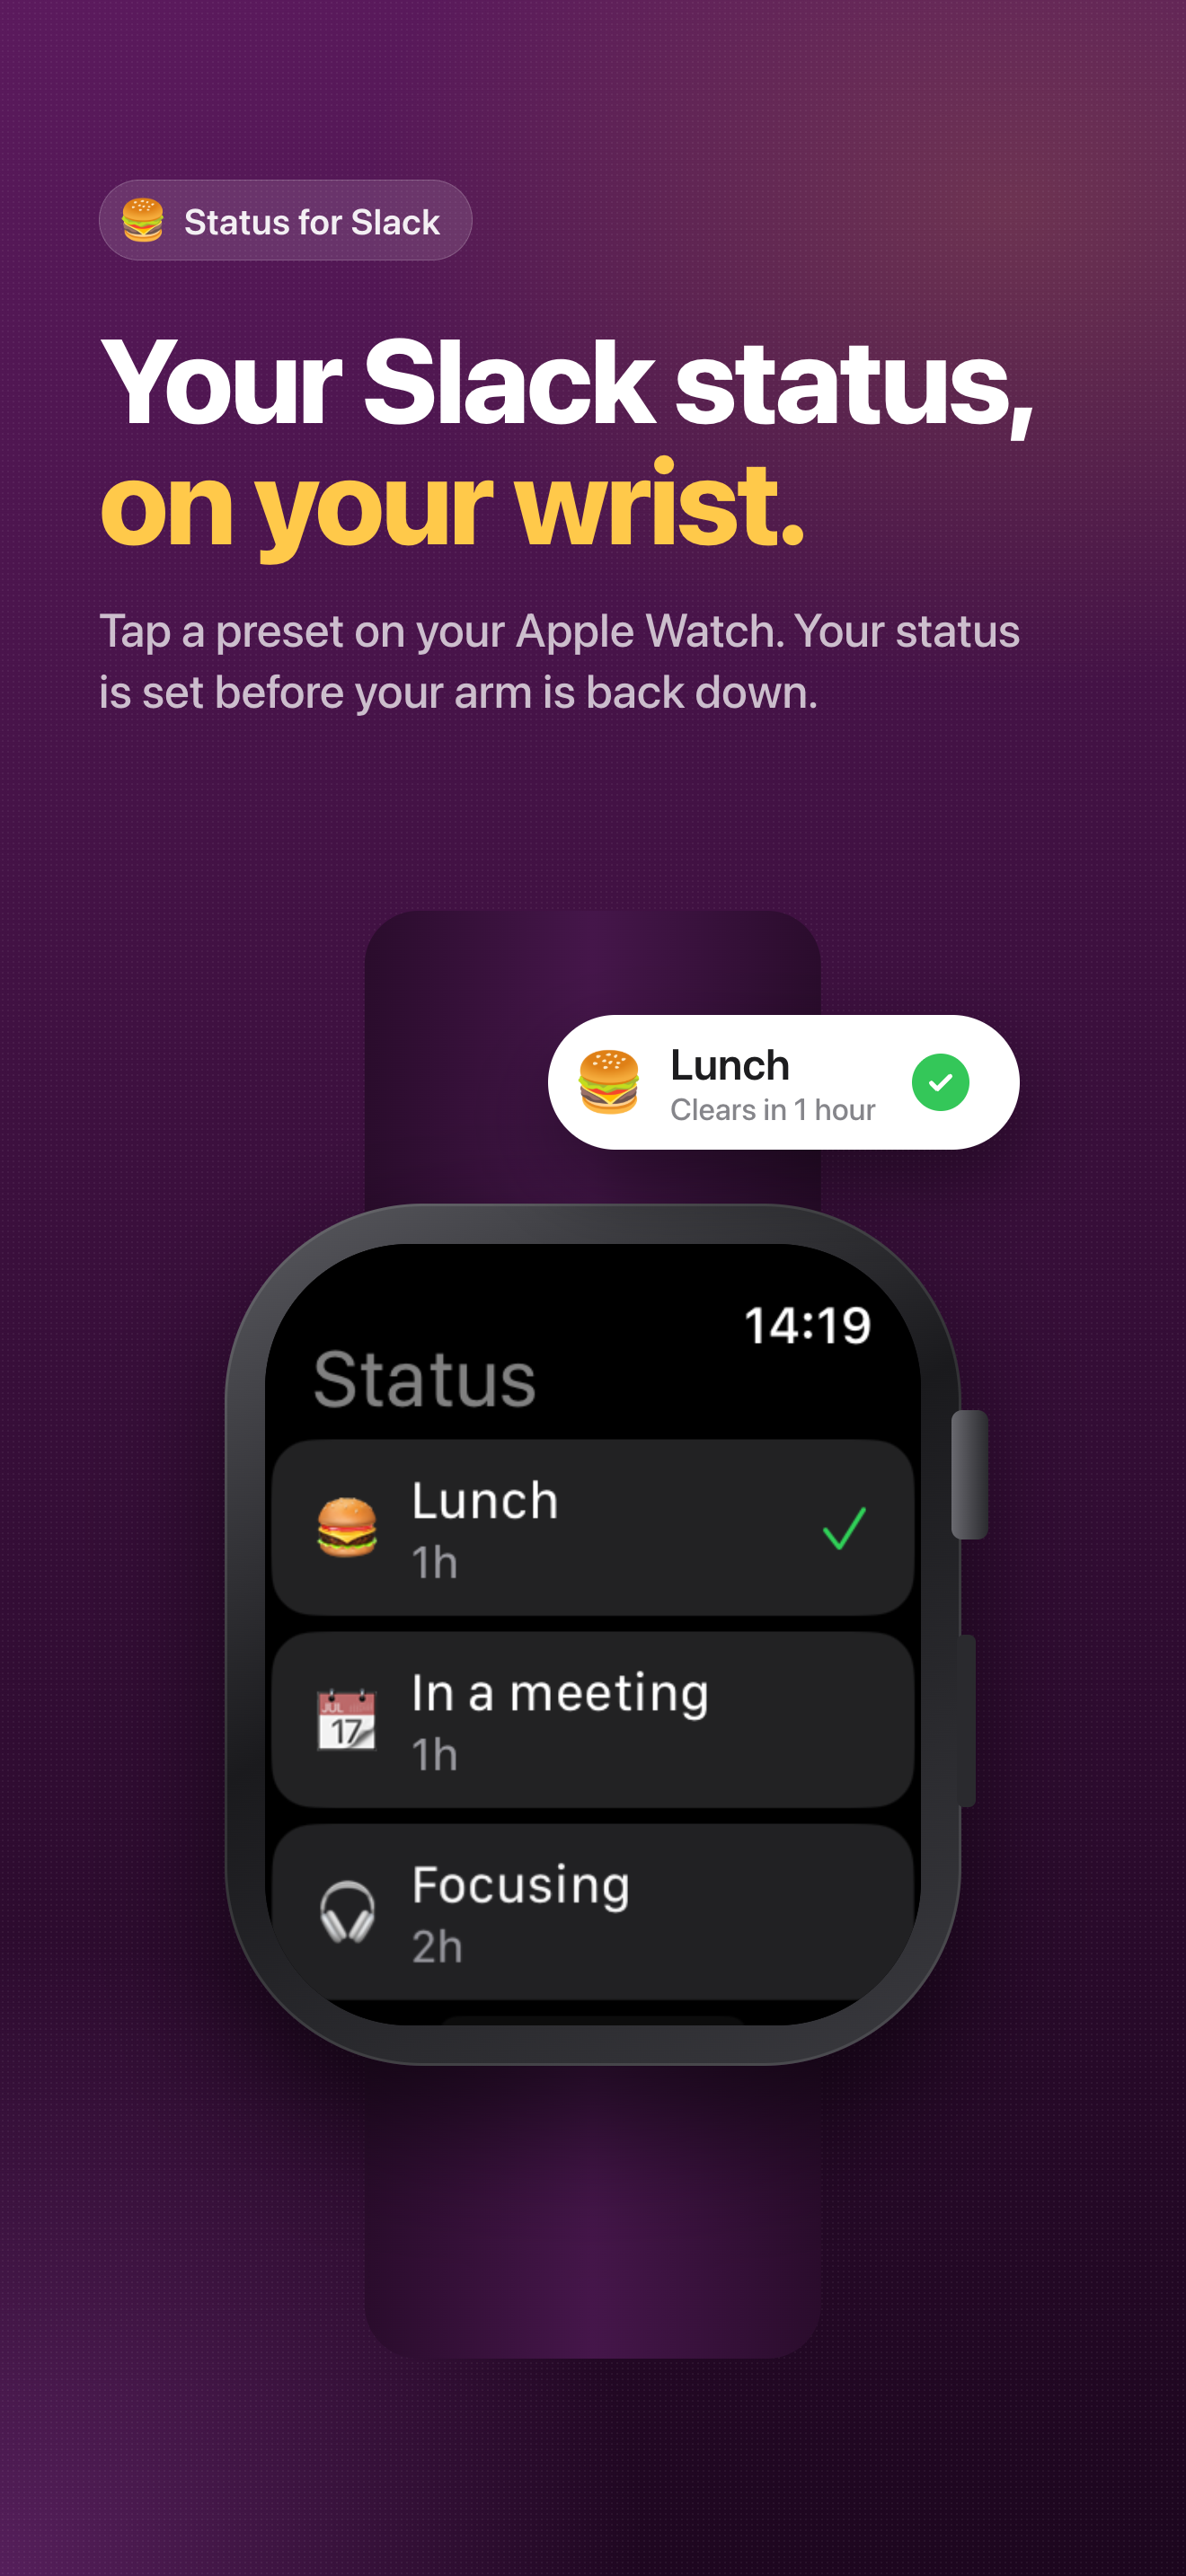 Status for Slack
Your Slack status,
on your wrist.
Tap a preset on your Apple Watch. Your status
is set before your arm is back down.
Lunch
Clears in 1 hour
14:19
Status
Lunch
1h
JUL
17
In a meeting
1h
Focusing
2h